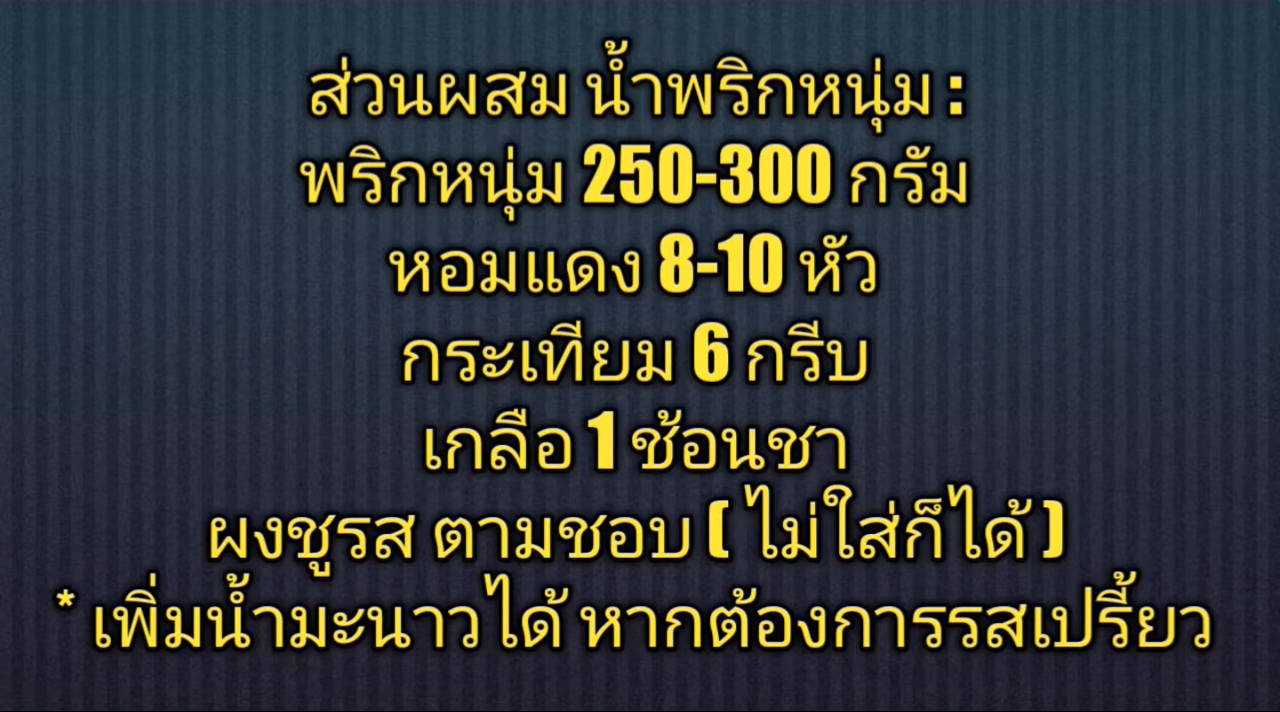 ส่วนผสม น้ำพริกหนุ่ม :
พริกหนุ่ม 250-300 กรัม
หอมแดง 8-10 หัว
กระเทียม 6 กรีบ
เกลือ 1 ช้อนชา
ผงชูรส ตามชอบ ( ไม่ใส่ก็ได้ )
* เพิ่มน้ำมะนาวได้ หากต้องการรสเปรี้ยว